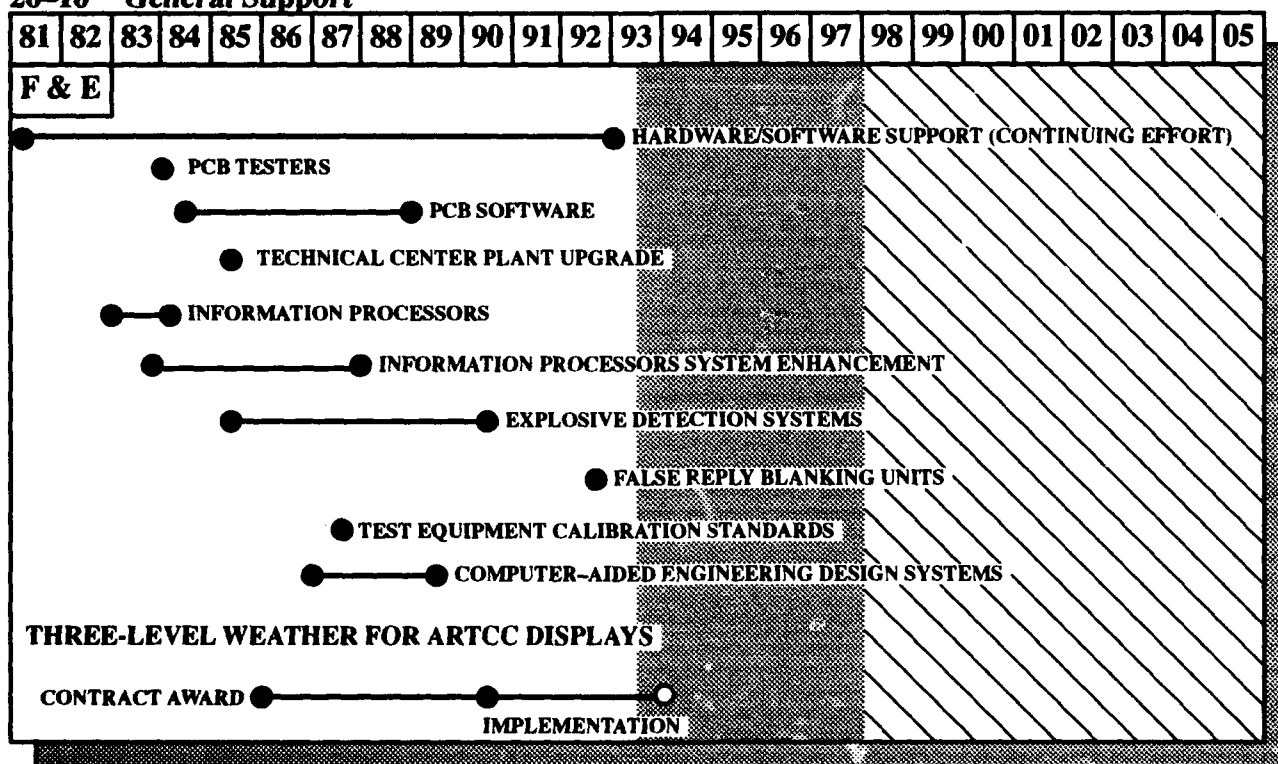 26-16 General Support
81 82 83 84 85 86 87 88 89 90 91 92 93 94 95 96 97 98 99 00 01 02 03 04 05
F & E
HARDWARE/SOFTWARE SUPPORT (CONTINUING EFFORT)
PCB TESTERS
PCB SOFTWARE
TECHNICAL CENTER PLANT UPGRADE
INFORMATION PROCESSORS
INFORMATION PROCESSORS SYSTEM ENHANCEMENT
EXPLOSIVE DETECTION SYSTEMS
FALSE REPLY BLANKING UNITS
TEST EQUIPMENT CALIBRATION STANDARDS
COMPUTER-AIDED ENGINEERING DESIGN SYSTEMS
THREE-LEVEL WEATHER FOR ARTCC DISPLAYS
CONTRACT AWARD
IMPLEMENTATION